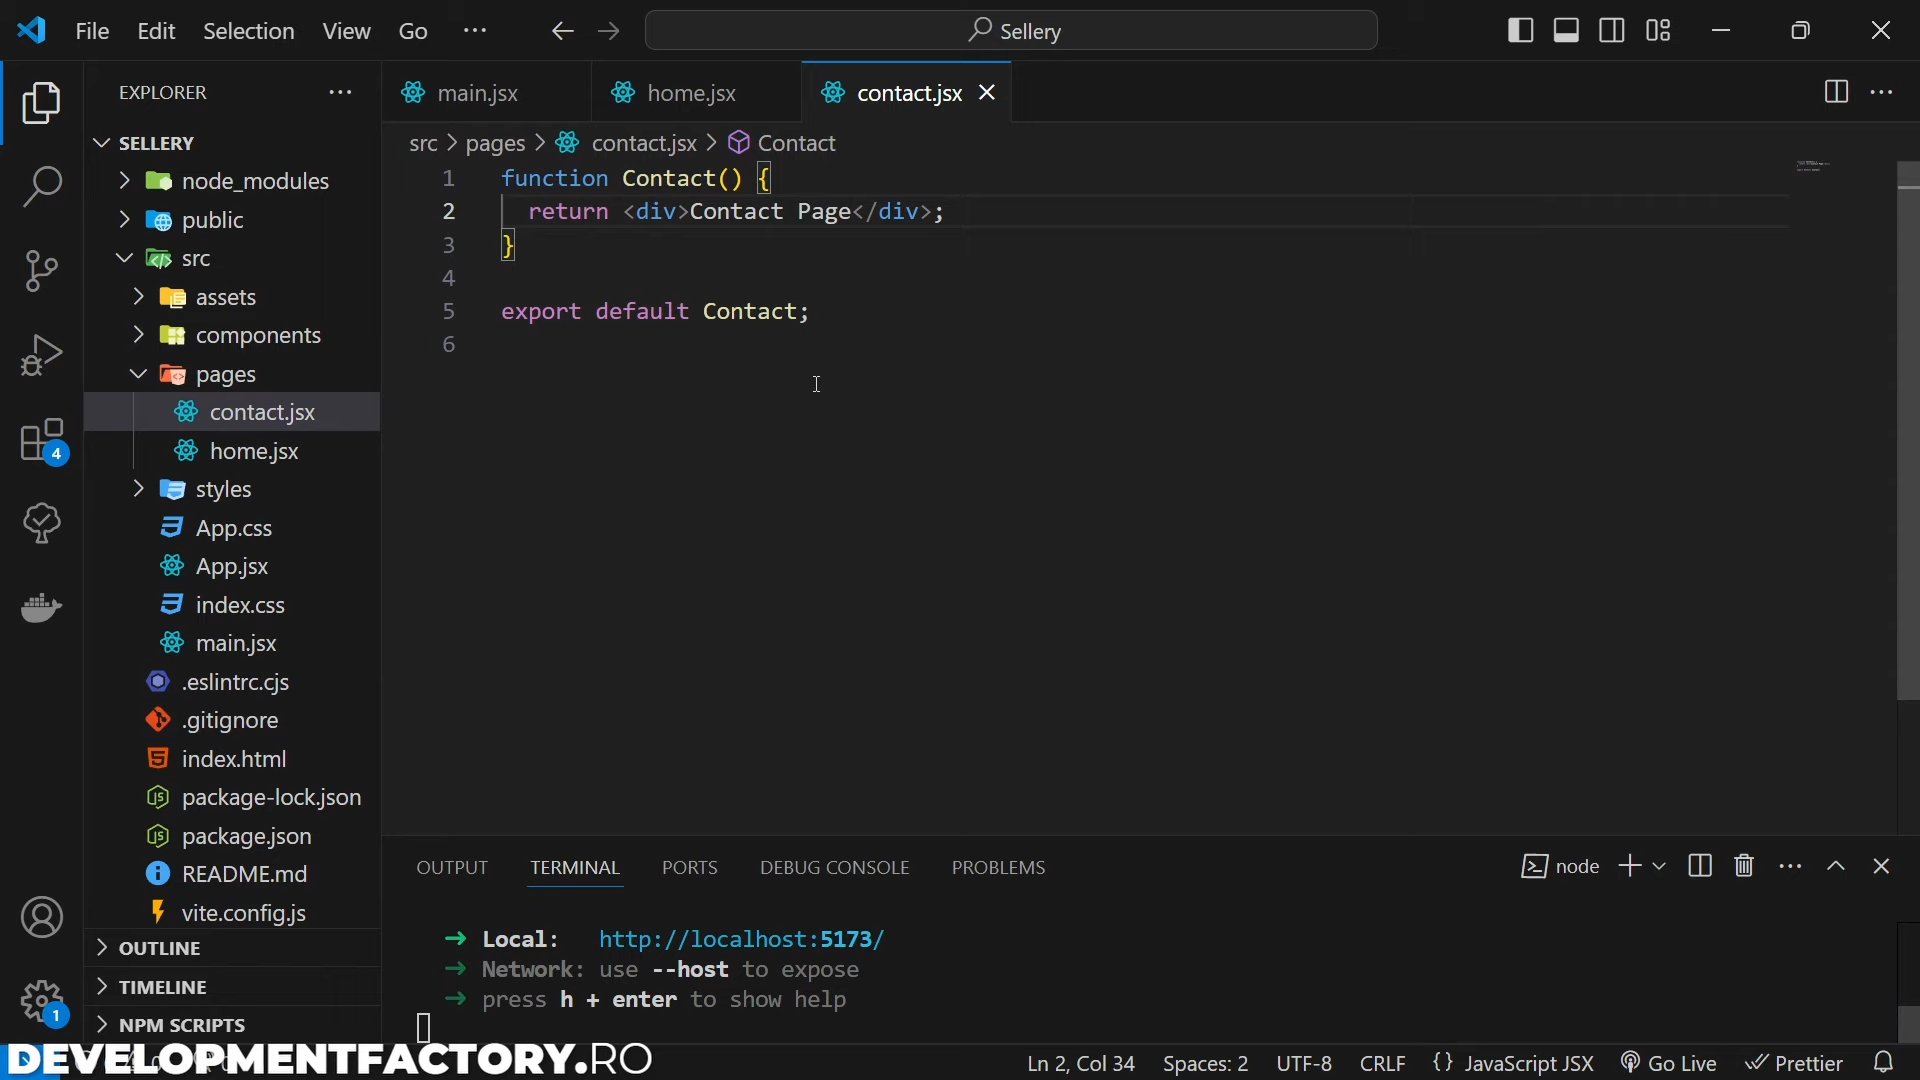 File Edit Selection View Go ... Sellery
EXPLORER ...
SELLERY
node_modules
public
src
assets
components
pages
contact.jsx
home.jsx
styles
App.css
App.jsx
index.css
main.jsx
.eslintrc.cjs
.gitignore
index.html
package-lock.json
package.json
README.md
vite.config.js
OUTLINE
TIMELINE
NPM SCRIPTS
4
1
main.jsx home.jsx contact.jsx
src > pages > contact.jsx > Contact
1 function Contact() {
2 return <div>Contact Page</div>;
3 }
4
5 export default Contact;
6
OUTPUT TERMINAL PORTS DEBUG CONSOLE PROBLEMS node
➜ Local: http://localhost:5173/
➜ Network: use --host to expose
➜ press h + enter to show help
DEVELOPMENTFACTORY.RO
Ln 2, Col 34 Spaces: 2 UTF-8 CRLF {} JavaScript JSX Go Live Prettier